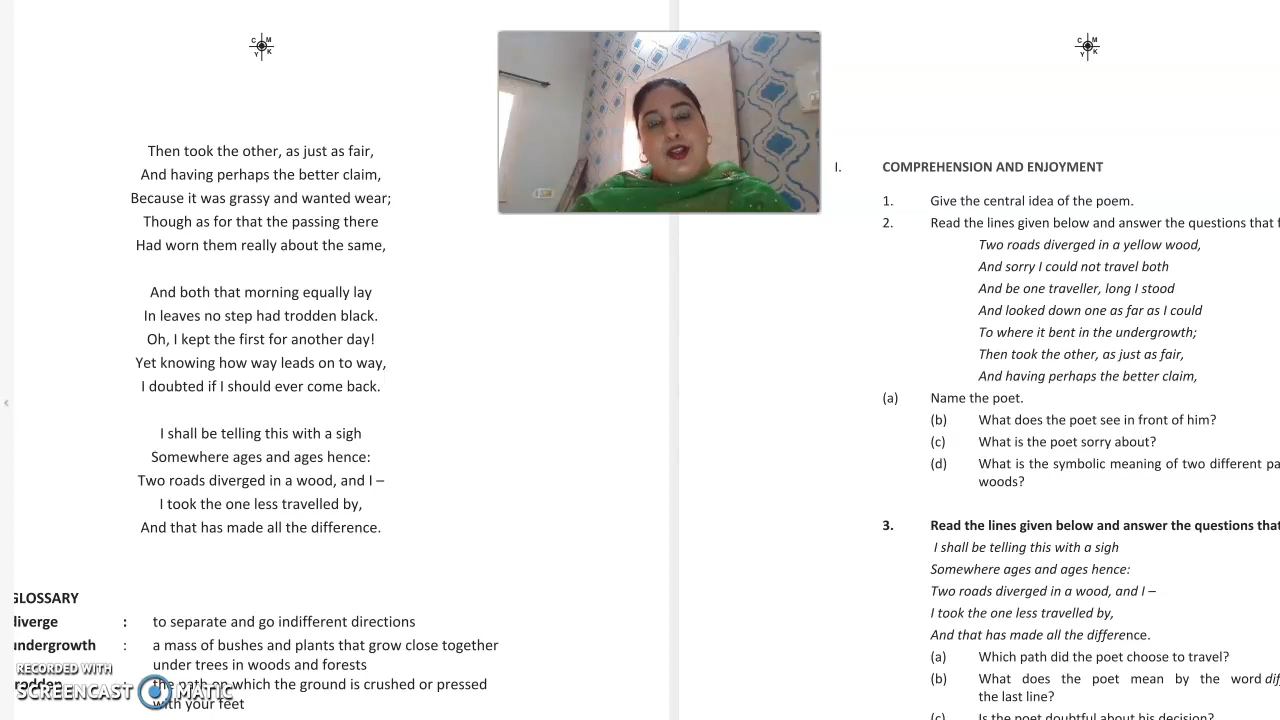 C M
Y K
Then took the other, as just as fair,
And having perhaps the better claim,
Because it was grassy and wanted wear;
Though as for that the passing there
Had worn them really about the same,
And both that morning equally lay
In leaves no step had trodden black.
Oh, I kept the first for another day!
Yet knowing how way leads on to way,
I doubted if I should ever come back.
I shall be telling this with a sigh
Somewhere ages and ages hence:
Two roads diverged in a wood, and I –
I took the one less travelled by,
And that has made all the difference.
GLOSSARY
diverge : to separate and go indifferent directions
undergrowth : a mass of bushes and plants that grow close together
under trees in woods and forests
trodden : the path on which the ground is crushed or pressed
with your feet
RECORDED WITH
SCREENCAST MATIC
C M
Y K
I. COMPREHENSION AND ENJOYMENT
1. Give the central idea of the poem.
2. Read the lines given below and answer the questions that
Two roads diverged in a yellow wood,
And sorry I could not travel both
And be one traveller, long I stood
And looked down one as far as I could
To where it bent in the undergrowth;
Then took the other, as just as fair,
And having perhaps the better claim,
(a) Name the poet.
(b) What does the poet see in front of him?
(c) What is the poet sorry about?
(d) What is the symbolic meaning of two different pa
woods?
3. Read the lines given below and answer the questions that
I shall be telling this with a sigh
Somewhere ages and ages hence:
Two roads diverged in a wood, and I –
I took the one less travelled by,
And that has made all the difference.
(a) Which path did the poet choose to travel?
(b) What does the poet mean by the word dif
the last line?
(c) Is the poet doubtful about his decision?